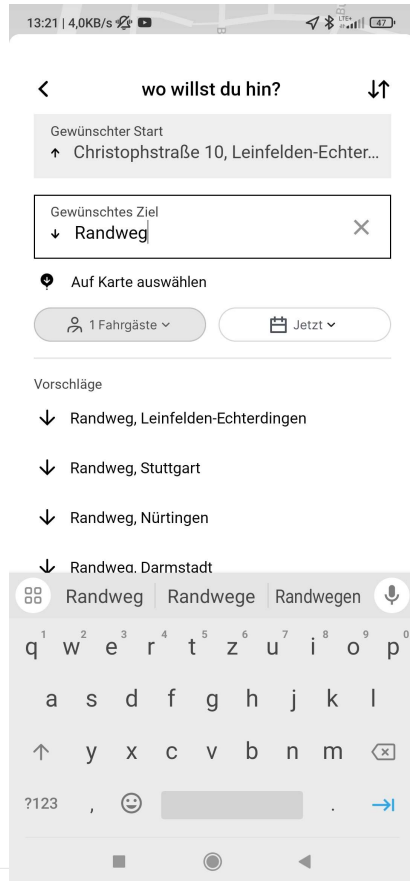 13:21 | 4,0KB/s
LTE+
47
wo willst du hin?
Gewünschter Start
Christophstraße 10, Leinfelden-Echter...
Gewünschtes Ziel
Randweg
Auf Karte auswählen
1 Fahrgäste
Jetzt
Vorschläge
Randweg, Leinfelden-Echterdingen
Randweg, Stuttgart
Randweg, Nürtingen
Randweg, Darmstadt
Randweg Randwege Randwegen
1 2 3 4 5 6 7 8 9 0
q w e r t z u i o p
a s d f g h j k l
y x c v b n m
?123 , .